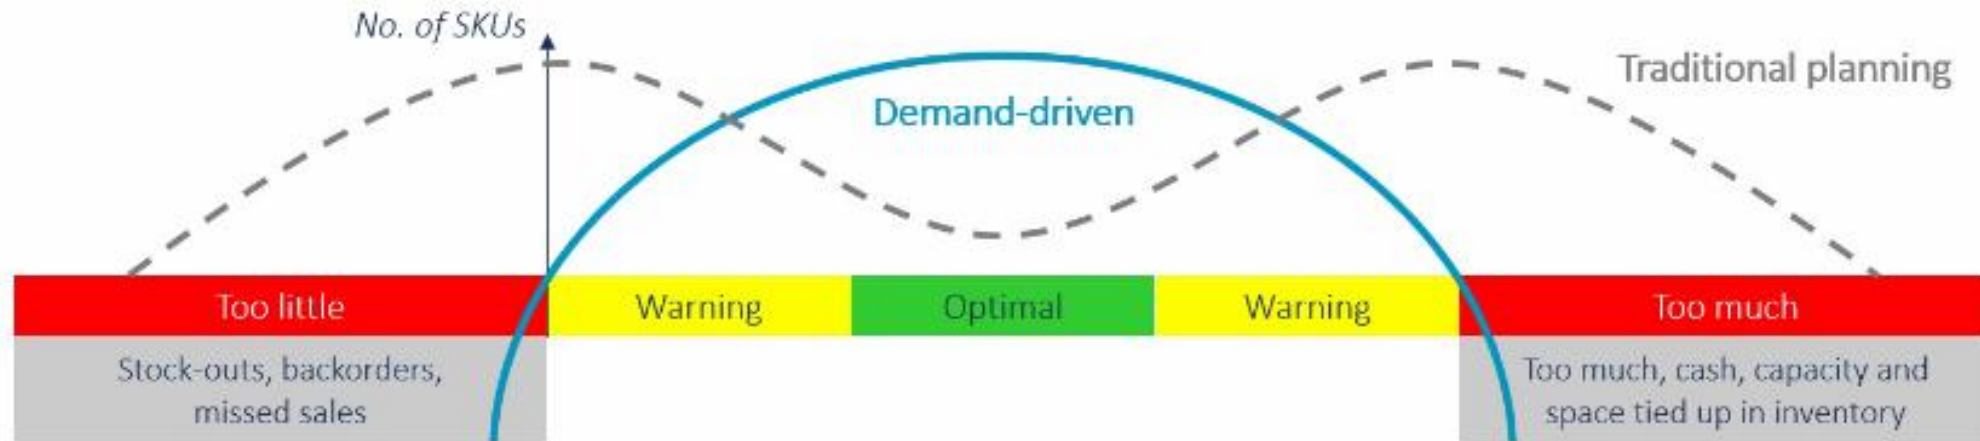 No. of SKUs
Traditional planning
Demand-driven
Too little
Warning
Optimal
Warning
Too much
Stock-outs, backorders,
missed sales
Too much, cash, capacity and
space tied up in inventory